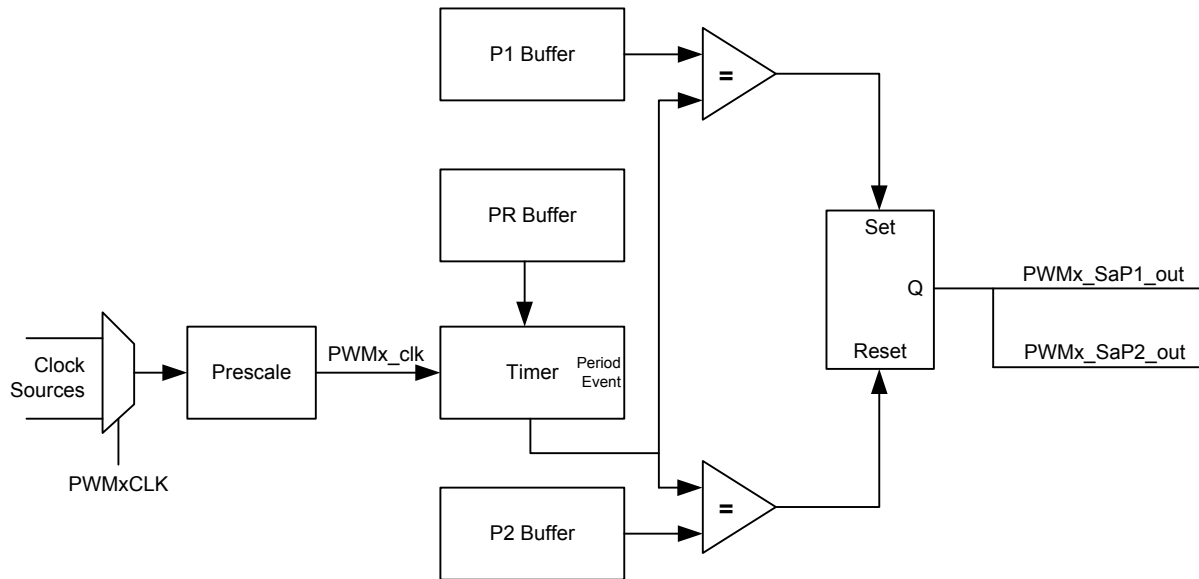 P1 Buffer
=
PR Buffer
Set
Q
Reset
PWMx_SaP1_out
PWMx_SaP2_out
Clock
Sources
Prescale
PWMx_clk
Timer
Period
Event
PWMxCLK
P2 Buffer
=